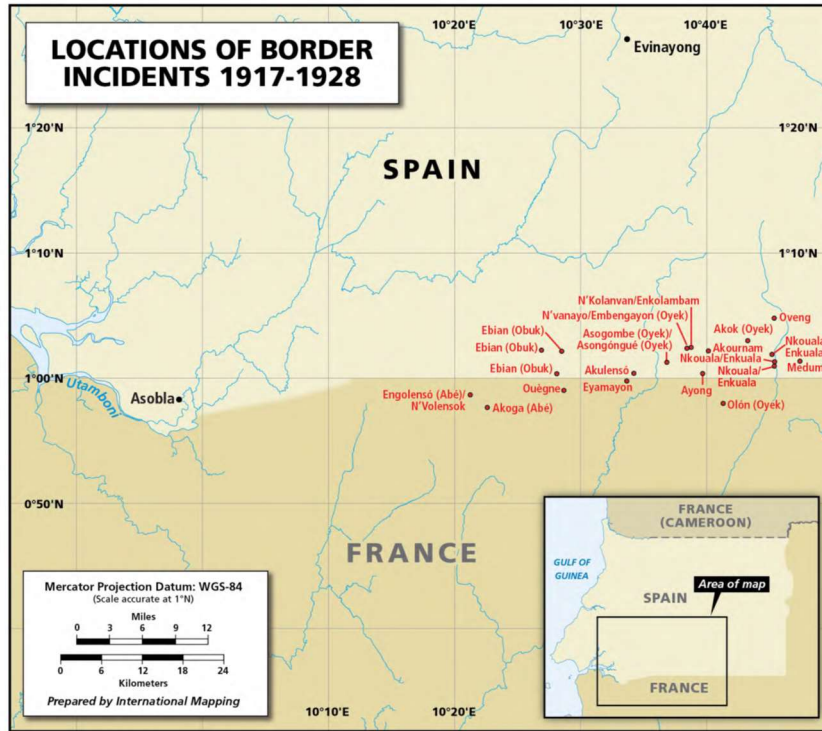 LOCATIONS OF BORDER
INCIDENTS 1917-1928
10°20'E
10°30'E
10°40'E
Evinayong
1°20'N
1°20'N
SPAIN
1°10'N
1°10'N
N'Kolanvan/Enkolambam
N'vanayo/Embengayon (Oyek)
Oveng
Ebian (Obuk)
Asogombe (Oyek)/
Asongóngué (Oyek)
Akok (Oyek)
Ebian (Obuk)
Akournam
Nkouala/
Enkuala
Nkouala/Enkuala
Medum
1°00'N
Ebian (Obuk)
Akulensó
Nkouala/
Enkuala
1°00'N
Utamboni
Asobla
Engolensó (Abé)/
N'Volensok
Ouègne
Eyamayon
Ayong
Akoga (Abé)
Olón (Oyek)
0°50'N
0°50'N
FRANCE
FRANCE
(CAMEROON)
GULF OF
GUINEA
Area of map
SPAIN
FRANCE
Mercator Projection Datum: WGS-84
(Scale accurate at 1°N)
Miles
0 3 6 9 12
0 6 12 18 24
Kilometers
Prepared by International Mapping
10°10'E
10°20'E